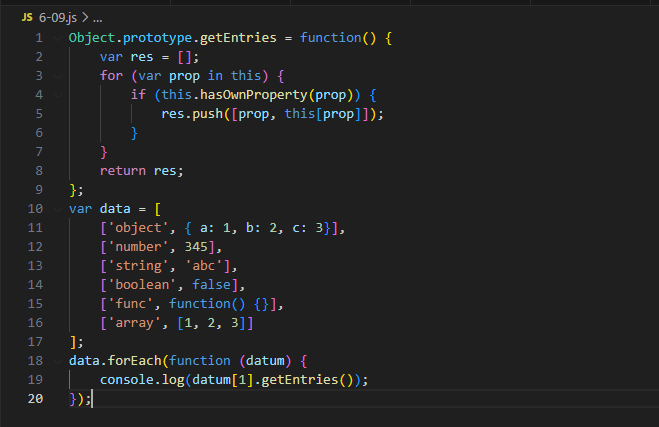 JS 6-09.js > ...
1 Object.prototype.getEntries = function() {
2     var res = [];
3     for (var prop in this) {
4         if (this.hasOwnProperty(prop)) {
5             res.push([prop, this[prop]]);
6         }
7     }
8     return res;
9 };
10 var data = [
11     ['object', { a: 1, b: 2, c: 3}],
12     ['number', 345],
13     ['string', 'abc'],
14     ['boolean', false],
15     ['func', function() {}],
16     ['array', [1, 2, 3]]
17 ];
18 data.forEach(function (datum) {
19     console.log(datum[1].getEntries());
20 });